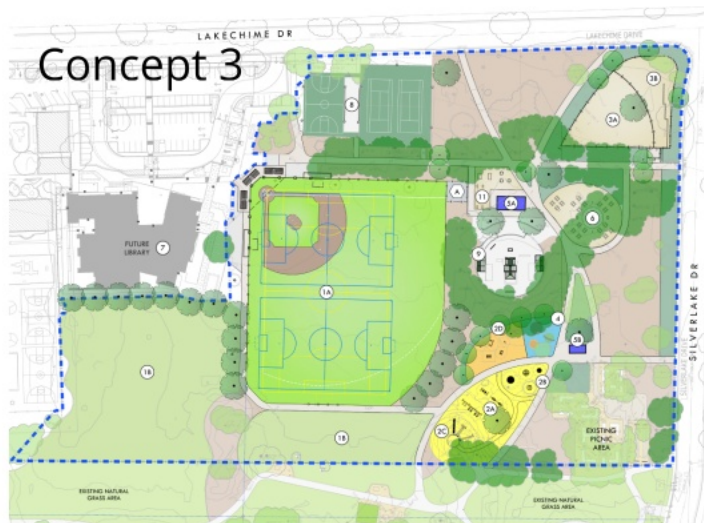 LAKECHIME DR
LAKECHIME DRIVE
Concept 3
3B
3A
8
A
11
5A
6
FUTURE
LIBRARY
7
9
SILVERLAKE DR
1A
4
2D
5B
1B
2B
2A
2C
1B
EXISTING
PICNIC
AREA
EXISTING NATURAL
GRASS AREA
EXISTING NATURAL
GRASS AREA